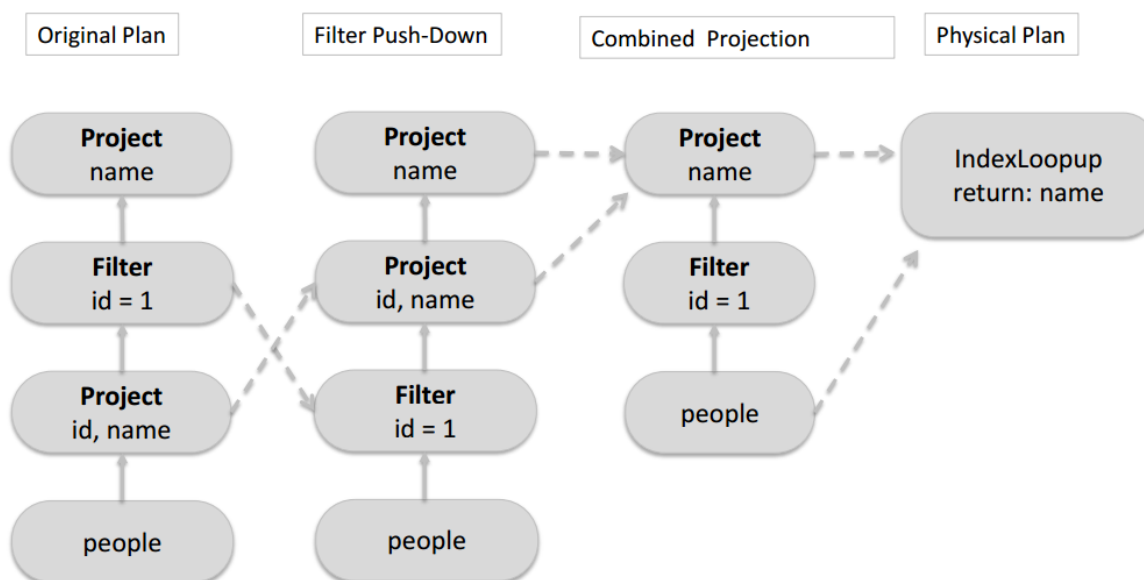 Original Plan
Filter Push-Down
Combined Projection
Physical Plan
Project
name
Filter
id = 1
Project
id, name
people
Project
name
Project
id, name
Filter
id = 1
people
Project
name
Filter
id = 1
people
IndexLoopup
return: name